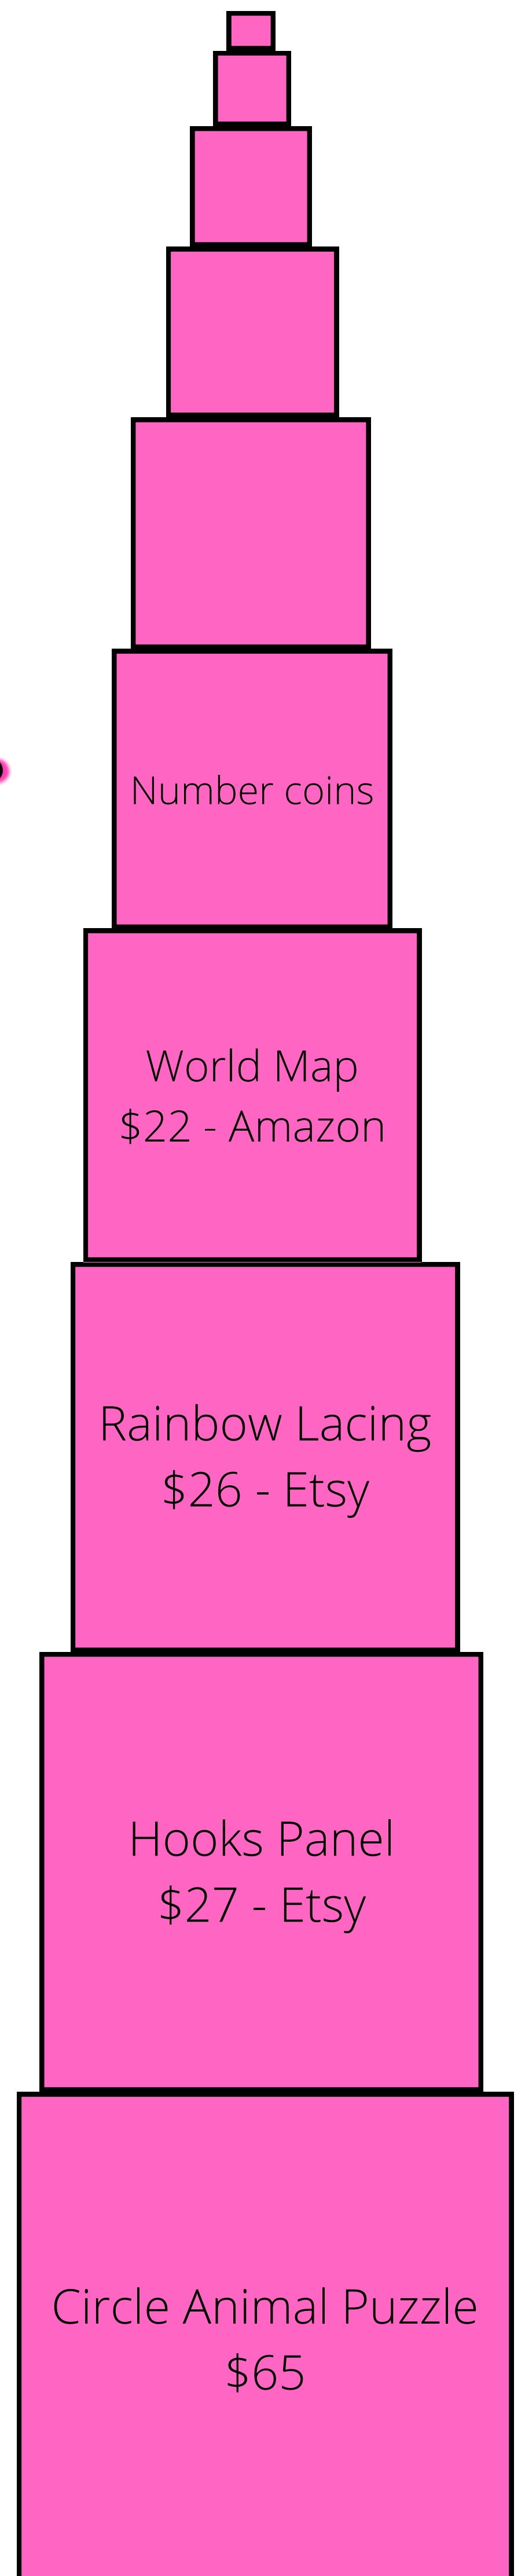 Number coins
World Map
$22 - Amazon
Rainbow Lacing
$26 - Etsy
Hooks Panel
$27 - Etsy
Circle Animal Puzzle
$65